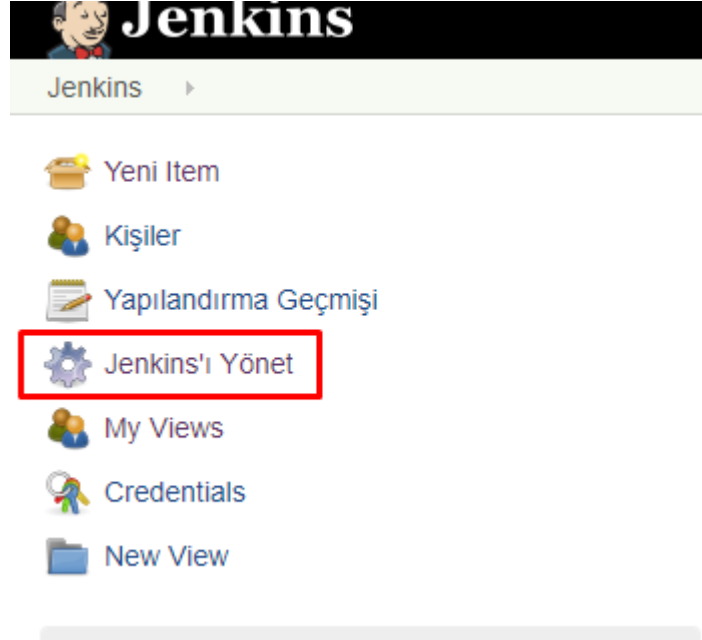 Jenkins
Jenkins
Yeni Item
Kişiler
Yapılandırma Geçmişi
Jenkins'ı Yönet
My Views
Credentials
New View